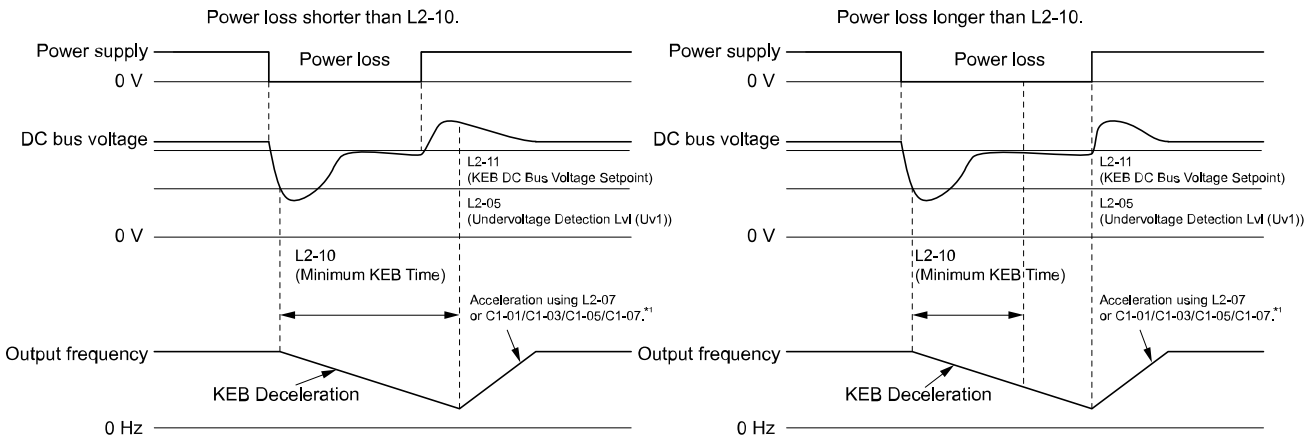 Power loss shorter than L2-10.
Power supply
Power loss
0 V
DC bus voltage
L2-11
(KEB DC Bus Voltage Setpoint)
L2-05
(Undervoltage Detection Lvl (Uv1))
0 V
L2-10
(Minimum KEB Time)
Acceleration using L2-07
or C1-01/C1-03/C1-05/C1-07.*1
Output frequency
KEB Deceleration
0 Hz
Power loss longer than L2-10.
Power supply
Power loss
0 V
DC bus voltage
L2-11
(KEB DC Bus Voltage Setpoint)
L2-05
(Undervoltage Detection Lvl (Uv1))
0 V
L2-10
(Minimum KEB Time)
Acceleration using L2-07
or C1-01/C1-03/C1-05/C1-07.*1
Output frequency
KEB Deceleration
0 Hz